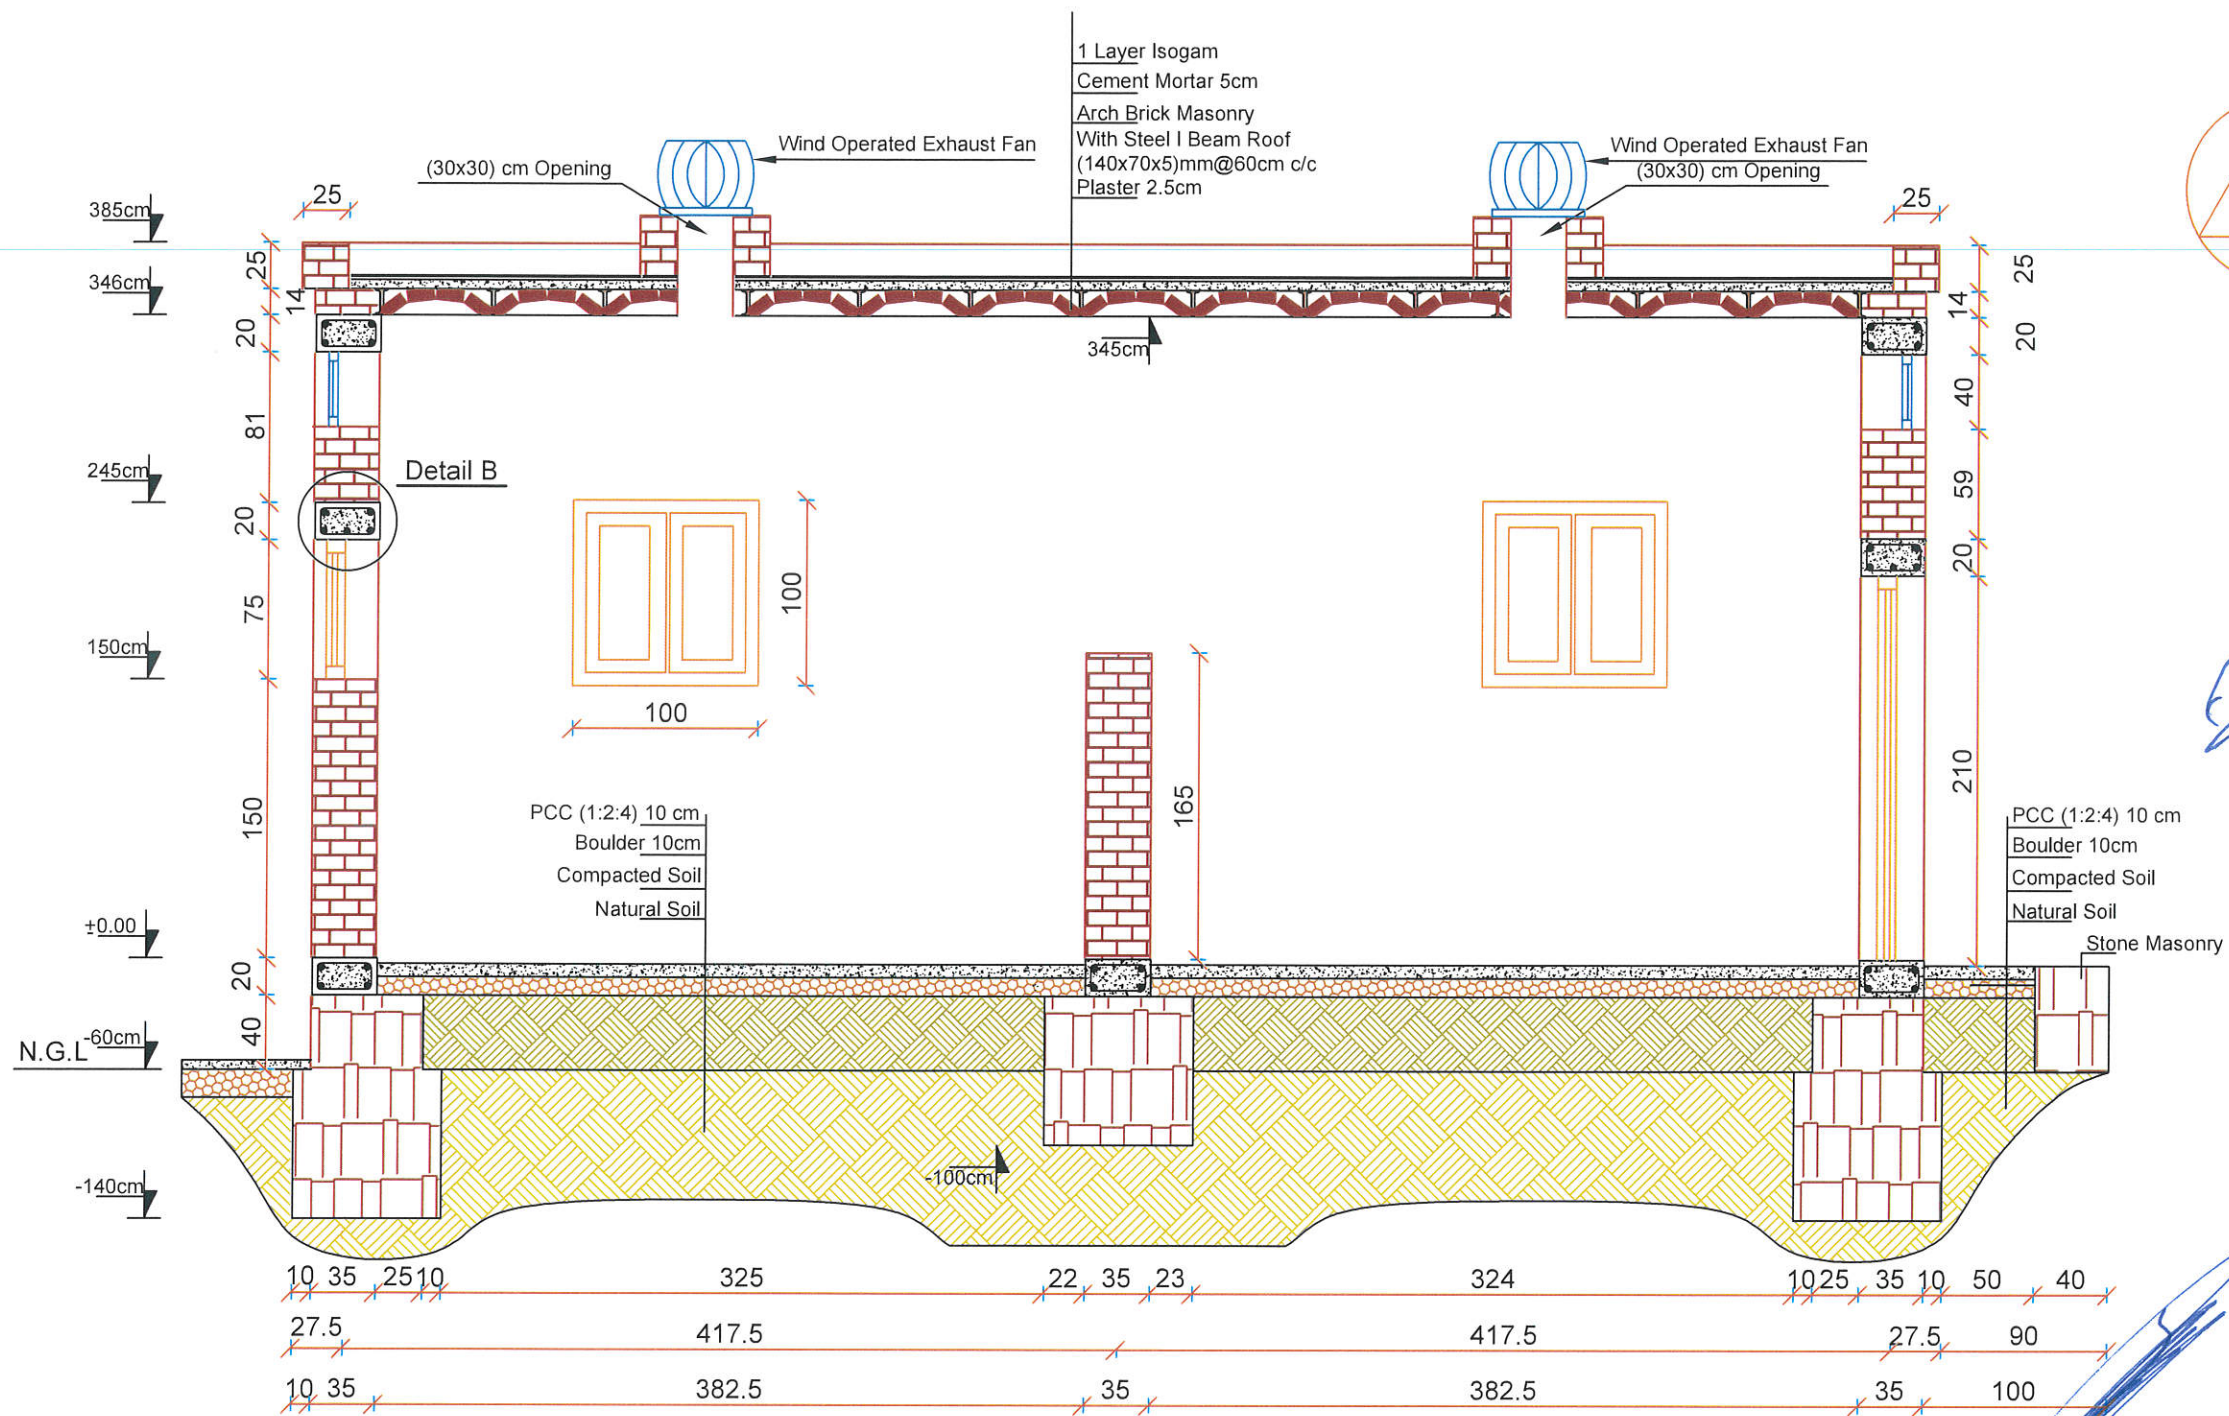 1 Layer Isogam
Cement Mortar 5cm
Arch Brick Masonry
With Steel I Beam Roof
(140x70x5)mm@60cm c/c
Plaster 2.5cm
Wind Operated Exhaust Fan
(30x30) cm Opening
Wind Operated Exhaust Fan
(30x30) cm Opening
25
25
385cm
25
346cm
14
20
81
245cm
20
75
150cm
150
±0.00
20
40
-60cm
N.G.L
-140cm
25
14
20
40
59
20
210
345cm
Detail B
100
100
165
PCC (1:2:4) 10 cm
Boulder 10cm
Compacted Soil
Natural Soil
PCC (1:2:4) 10 cm
Boulder 10cm
Compacted Soil
Natural Soil
Stone Masonry
-100cm
10 35 25 10 325 22 35 23 324 10 25 35 10 50 40
27.5 417.5 417.5 27.5 90
10 35 382.5 35 382.5 35 100